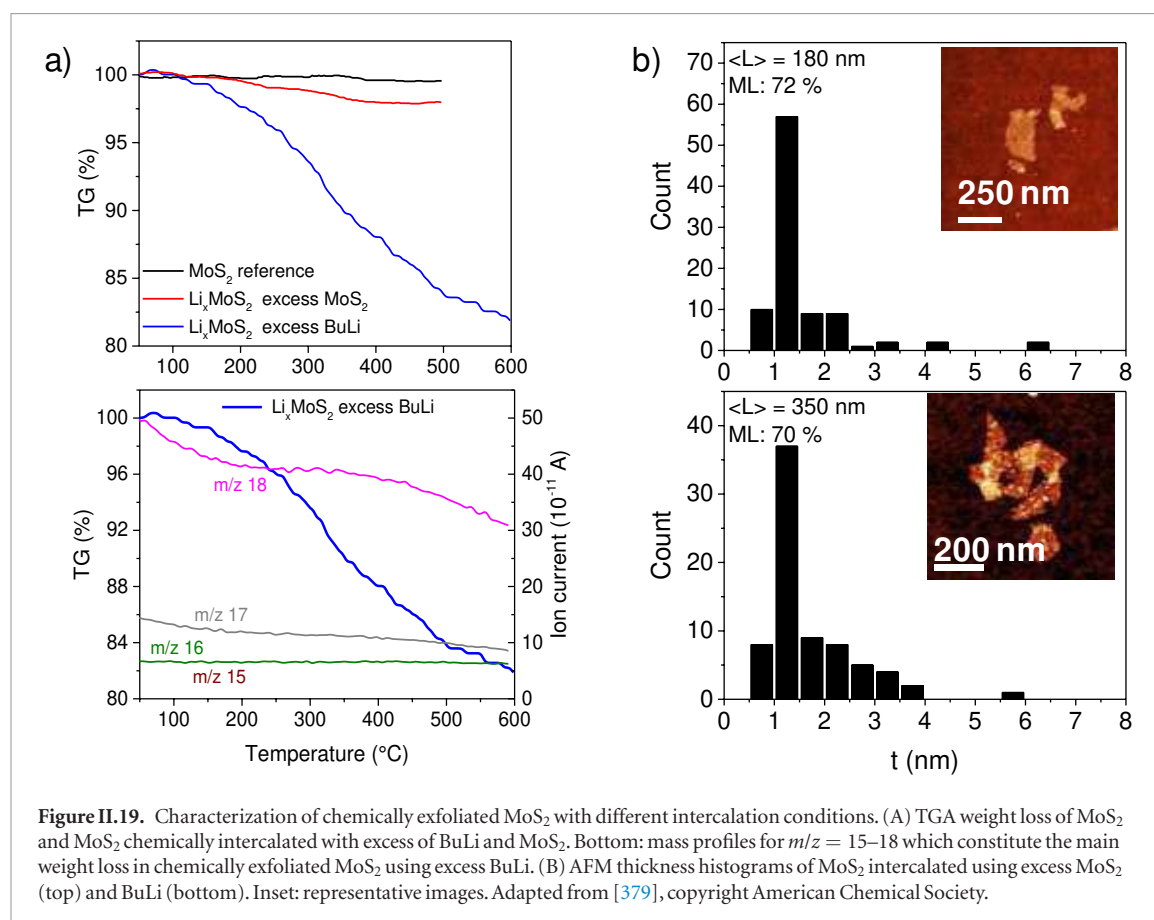 a)
100
95
90
85
80
TG (%)
MoS₂ reference
LiₓMoS₂ excess MoS₂
LiₓMoS₂ excess BuLi
100 200 300 400 500 600
100
96
92
88
84
80
TG (%)
LiₓMoS₂ excess BuLi
m/z 18
m/z 17
m/z 16
m/z 15
50
40
30
20
10
0
Ion current (10⁻¹¹ A)
100 200 300 400 500 600
Temperature (°C)
b)
70
60
50
40
30
20
10
0
Count
<L> = 180 nm
ML: 72 %
250 nm
0 1 2 3 4 5 6 7 8
40
30
20
10
0
Count
<L> = 350 nm
ML: 70 %
200 nm
0 1 2 3 4 5 6 7 8
t (nm)
Figure II.19. Characterization of chemically exfoliated MoS₂ with different intercalation conditions. (A) TGA weight loss of MoS₂
and MoS₂ chemically intercalated with excess of BuLi and MoS₂. Bottom: mass profiles for m/z = 15–18 which constitute the main
weight loss in chemically exfoliated MoS₂ using excess BuLi. (B) AFM thickness histograms of MoS₂ intercalated using excess MoS₂
(top) and BuLi (bottom). Inset: representative images. Adapted from [379], copyright American Chemical Society.